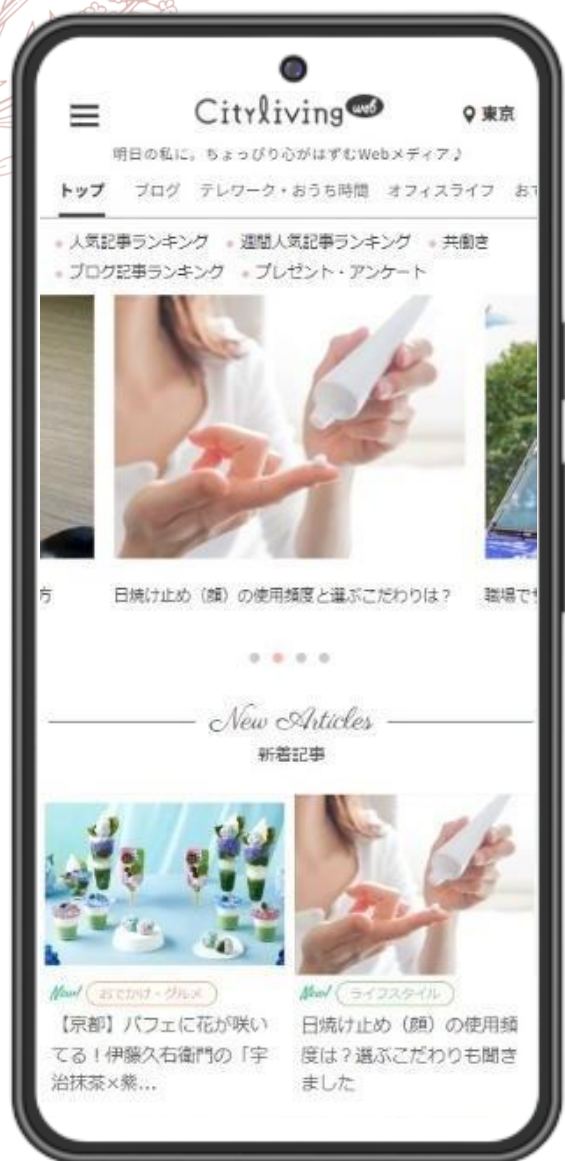 Cityliving web
東京
明日の私に。ちょっぴり心がはずむWebメディア♪
トップ ブログ テレワーク・おうち時間 オフィスライフ
人気記事ランキング 週間人気記事ランキング 共働き
ブログ記事ランキング プレゼント・アンケート
方 日焼け止め（顔）の使用頻度と選ぶこだわりは？ 職場で
New Articles
新着記事
New! おでかけ・グルメ
【京都】パフェに花が咲い
てる！伊藤久右衛門の「宇
治抹茶×紫...
New! ライフスタイル
日焼け止め（顔）の使用頻
度は？選ぶこだわりも聞き
ました